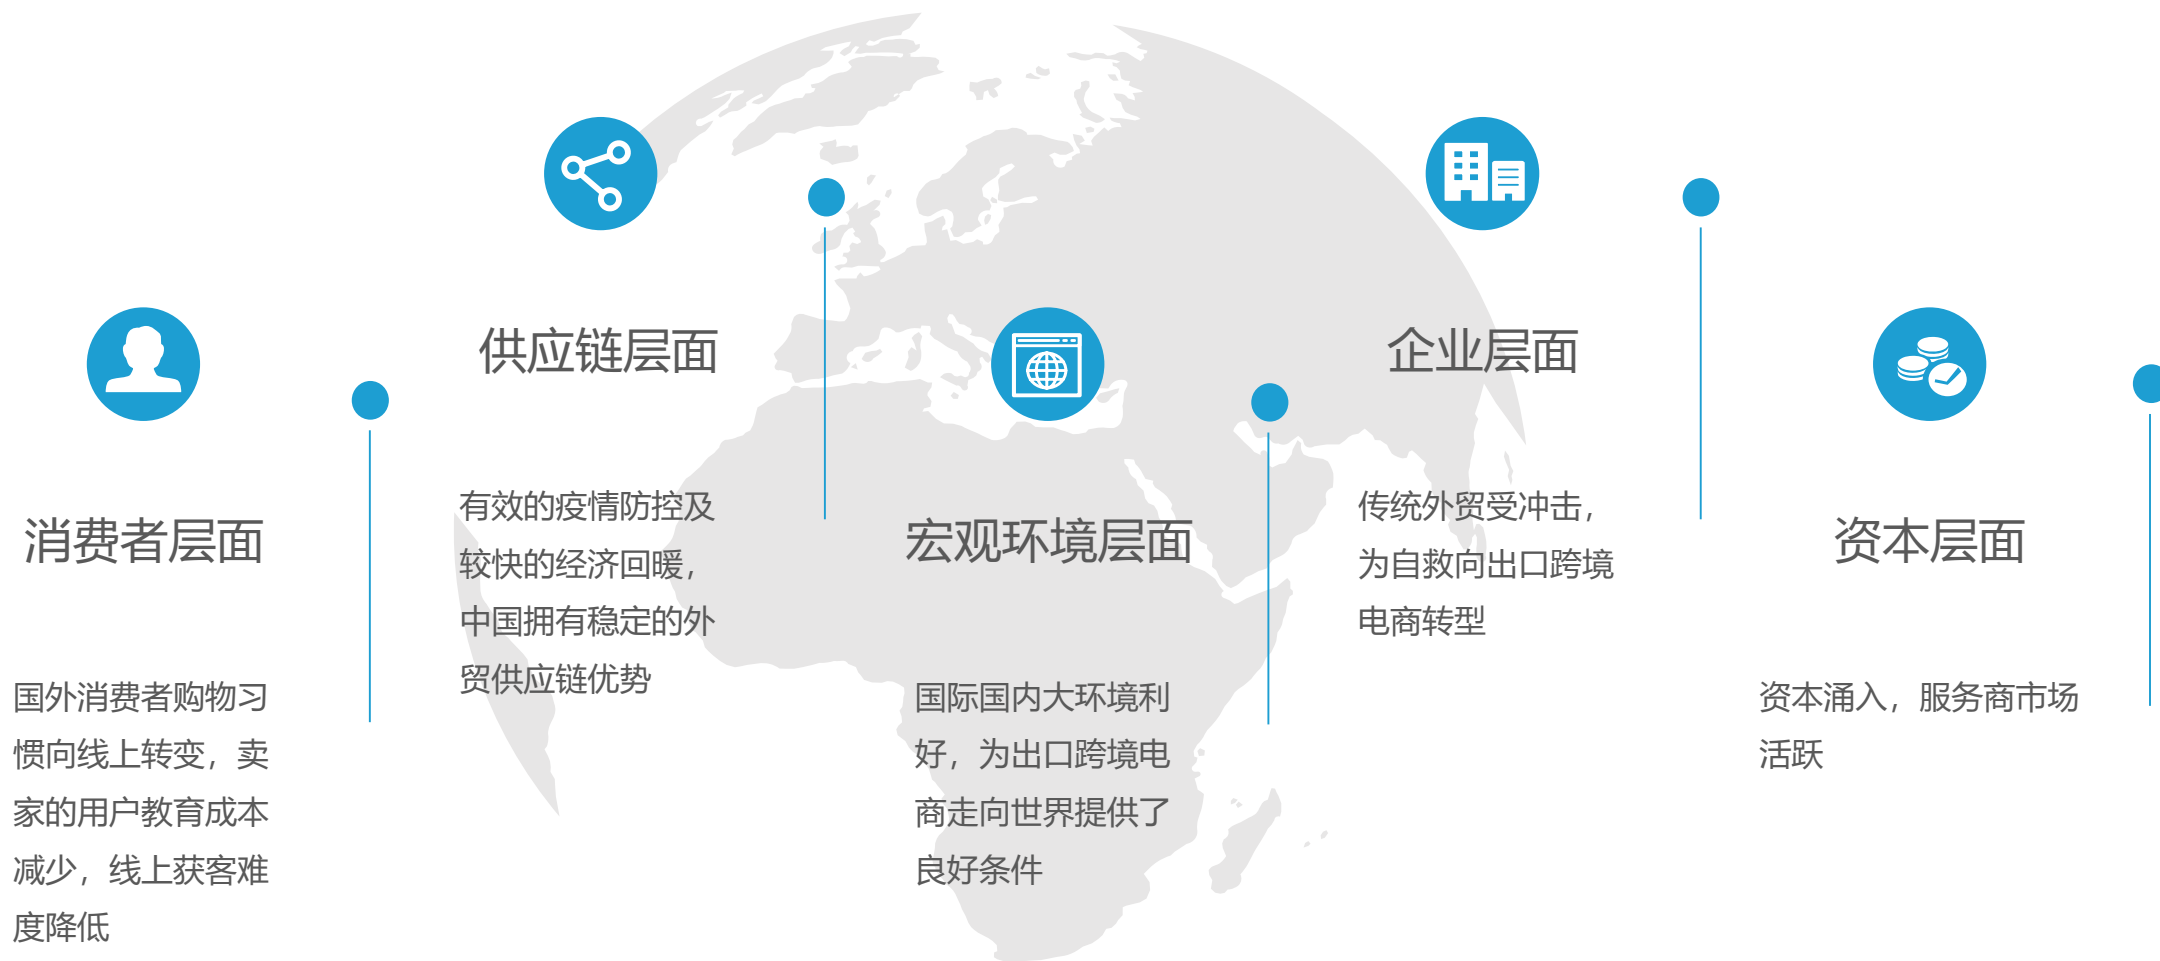 消费者层面
国外消费者购物习
惯向线上转变，卖
家的用户教育成本
减少，线上获客难
度降低
供应链层面
有效的疫情防控及
较快的经济回暖，
中国拥有稳定的外
贸供应链优势
宏观环境层面
国际国内大环境利
好，为出口跨境电
商走向世界提供了
良好条件
企业层面
传统外贸受冲击，
为自救向出口跨境
电商转型
资本层面
资本涌入，服务商市场
活跃